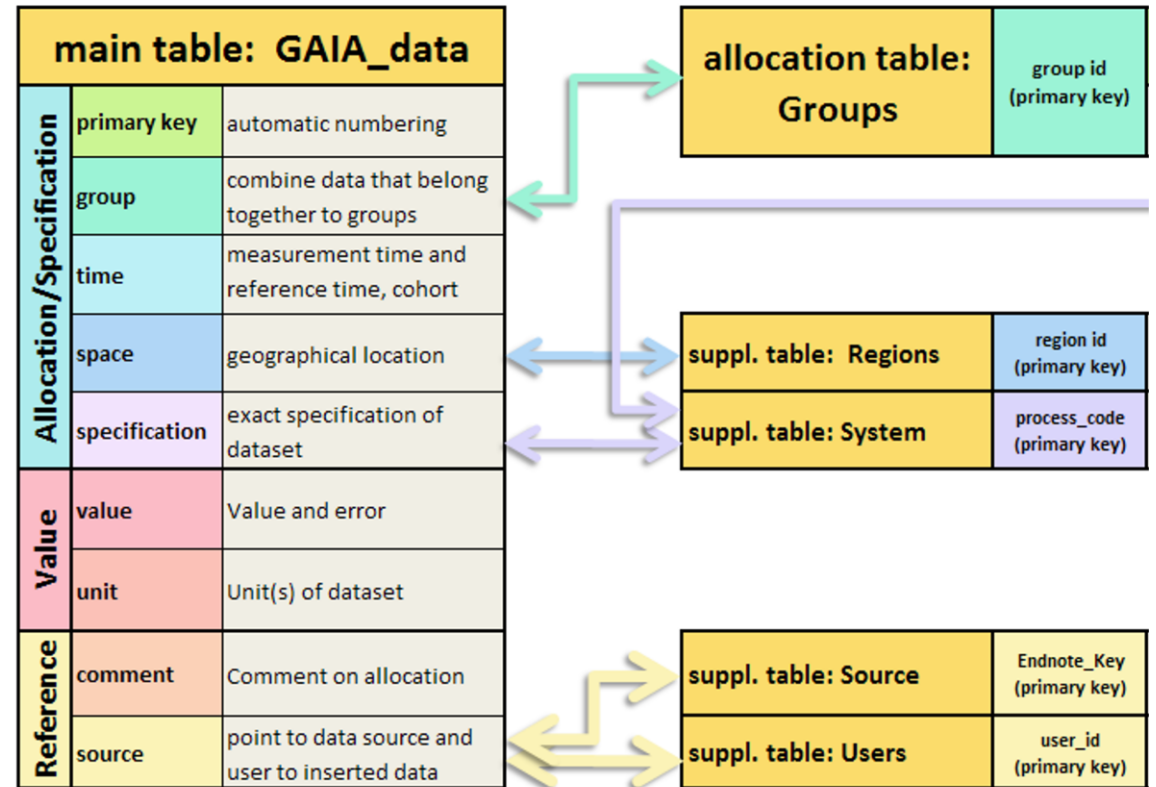 main table: GAIA_data
Allocation/Specification
primary key
automatic numbering
group
combine data that belong
together to groups
time
measurement time and
reference time, cohort
space
geographical location
specification
exact specification of
dataset
Value
value
Value and error
unit
Unit(s) of dataset
Reference
comment
Comment on allocation
source
point to data source and
user to inserted data
allocation table:
Groups
group id
(primary key)
suppl. table: Regions
region id
(primary key)
suppl. table: System
process_code
(primary key)
suppl. table: Source
Endnote_Key
(primary key)
suppl. table: Users
user_id
(primary key)